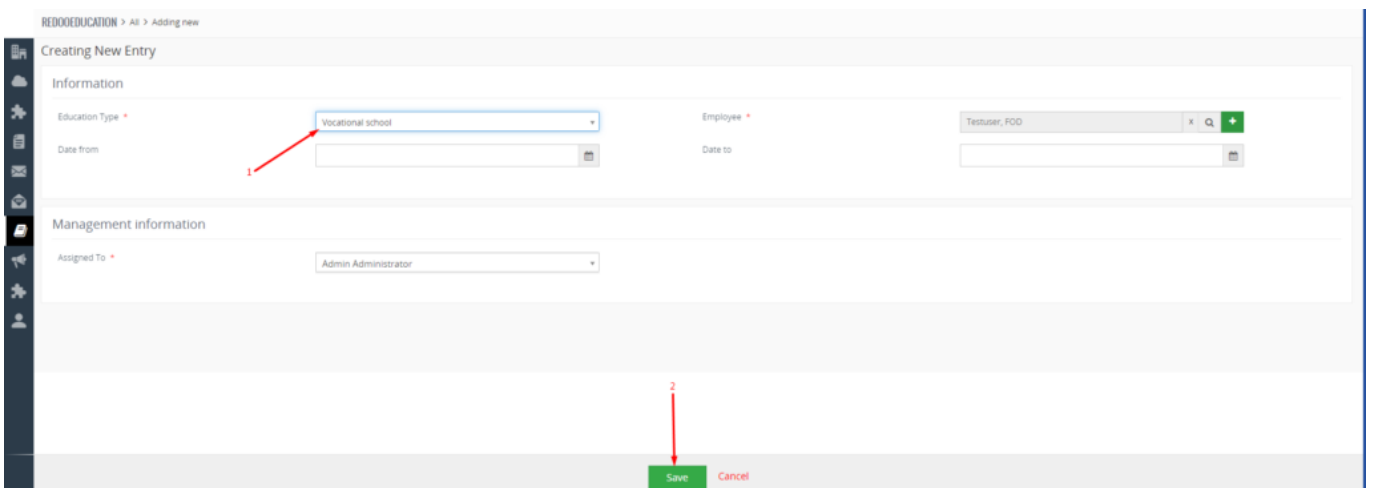 REDOOEDUCATION > All > Adding new
Creating New Entry
Information
Education Type * Vocational school Employee * Testuser, FOD x
Date from Date to
1
Management information
Assigned To * Admin Administrator
2
Save Cancel